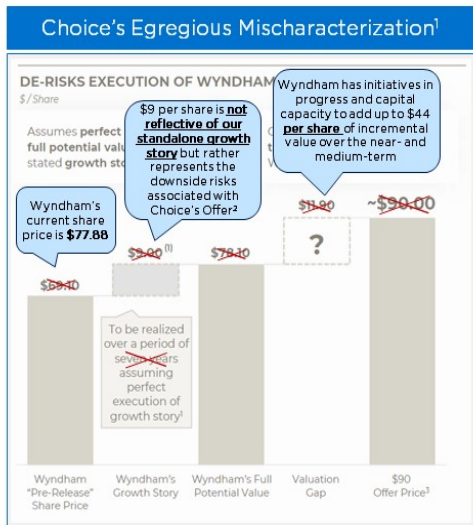 Choice's Egregious Mischaracterization¹
DE-RISKS EXECUTION OF WYNDHAM
$ / Share
Assumes perfect
full potential valu
stated growth sto
Wyndham's
current share
price is $77.88
$9 per share is not
reflective of our
standalone growth
story but rather
represents the
downside risks
associated with
Choice's Offer²
Wyndham has initiatives in
progress and capital
capacity to add up to $44
per share of incremental
value over the near- and
medium-term
$69.10
$9.00 (1)
$78.10
$11.90
~$90.00
?
To be realized
over a period of
seven years
assuming
perfect
execution of
growth story¹
Wyndham
"Pre-Release"
Share Price
Wyndham's
Growth Story
Wyndham's Full
Potential Value
Valuation
Gap
$90
Offer Price³